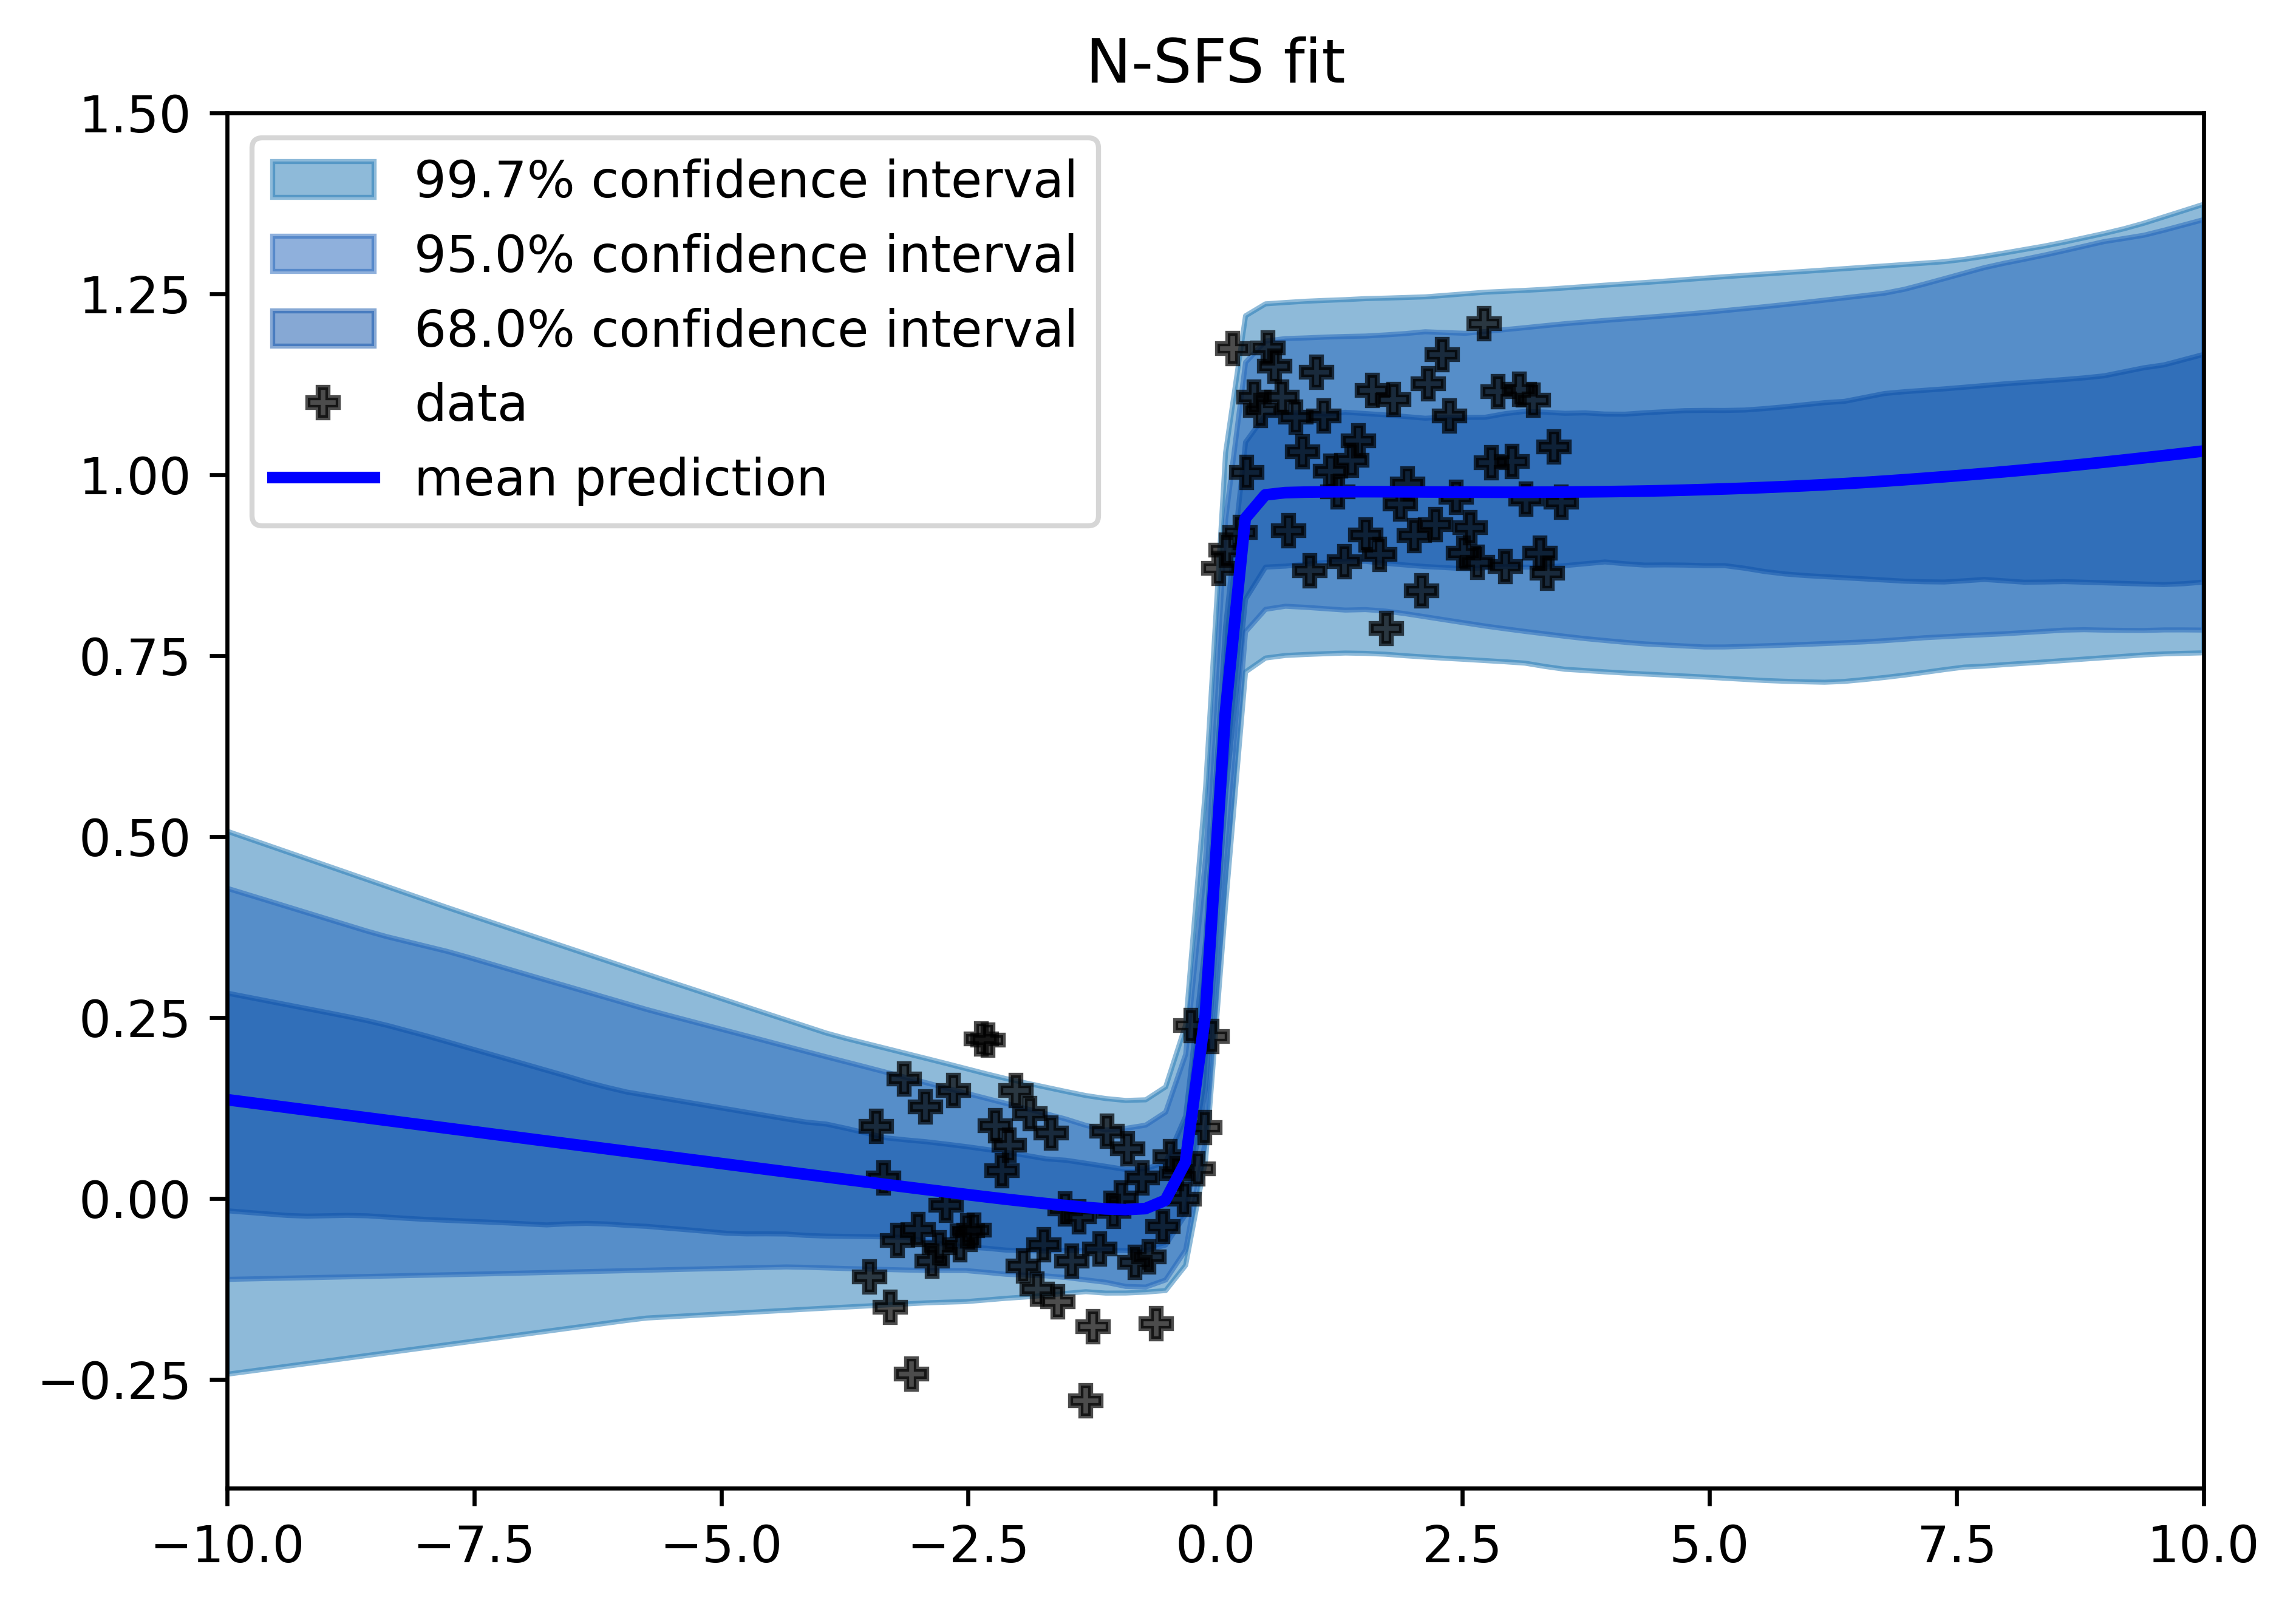 N-SFS fit
1.50
1.25
1.00
0.75
0.50
0.25
0.00
−0.25
99.7% confidence interval
95.0% confidence interval
68.0% confidence interval
data
mean prediction
−10.0 −7.5 −5.0 −2.5 0.0 2.5 5.0 7.5 10.0